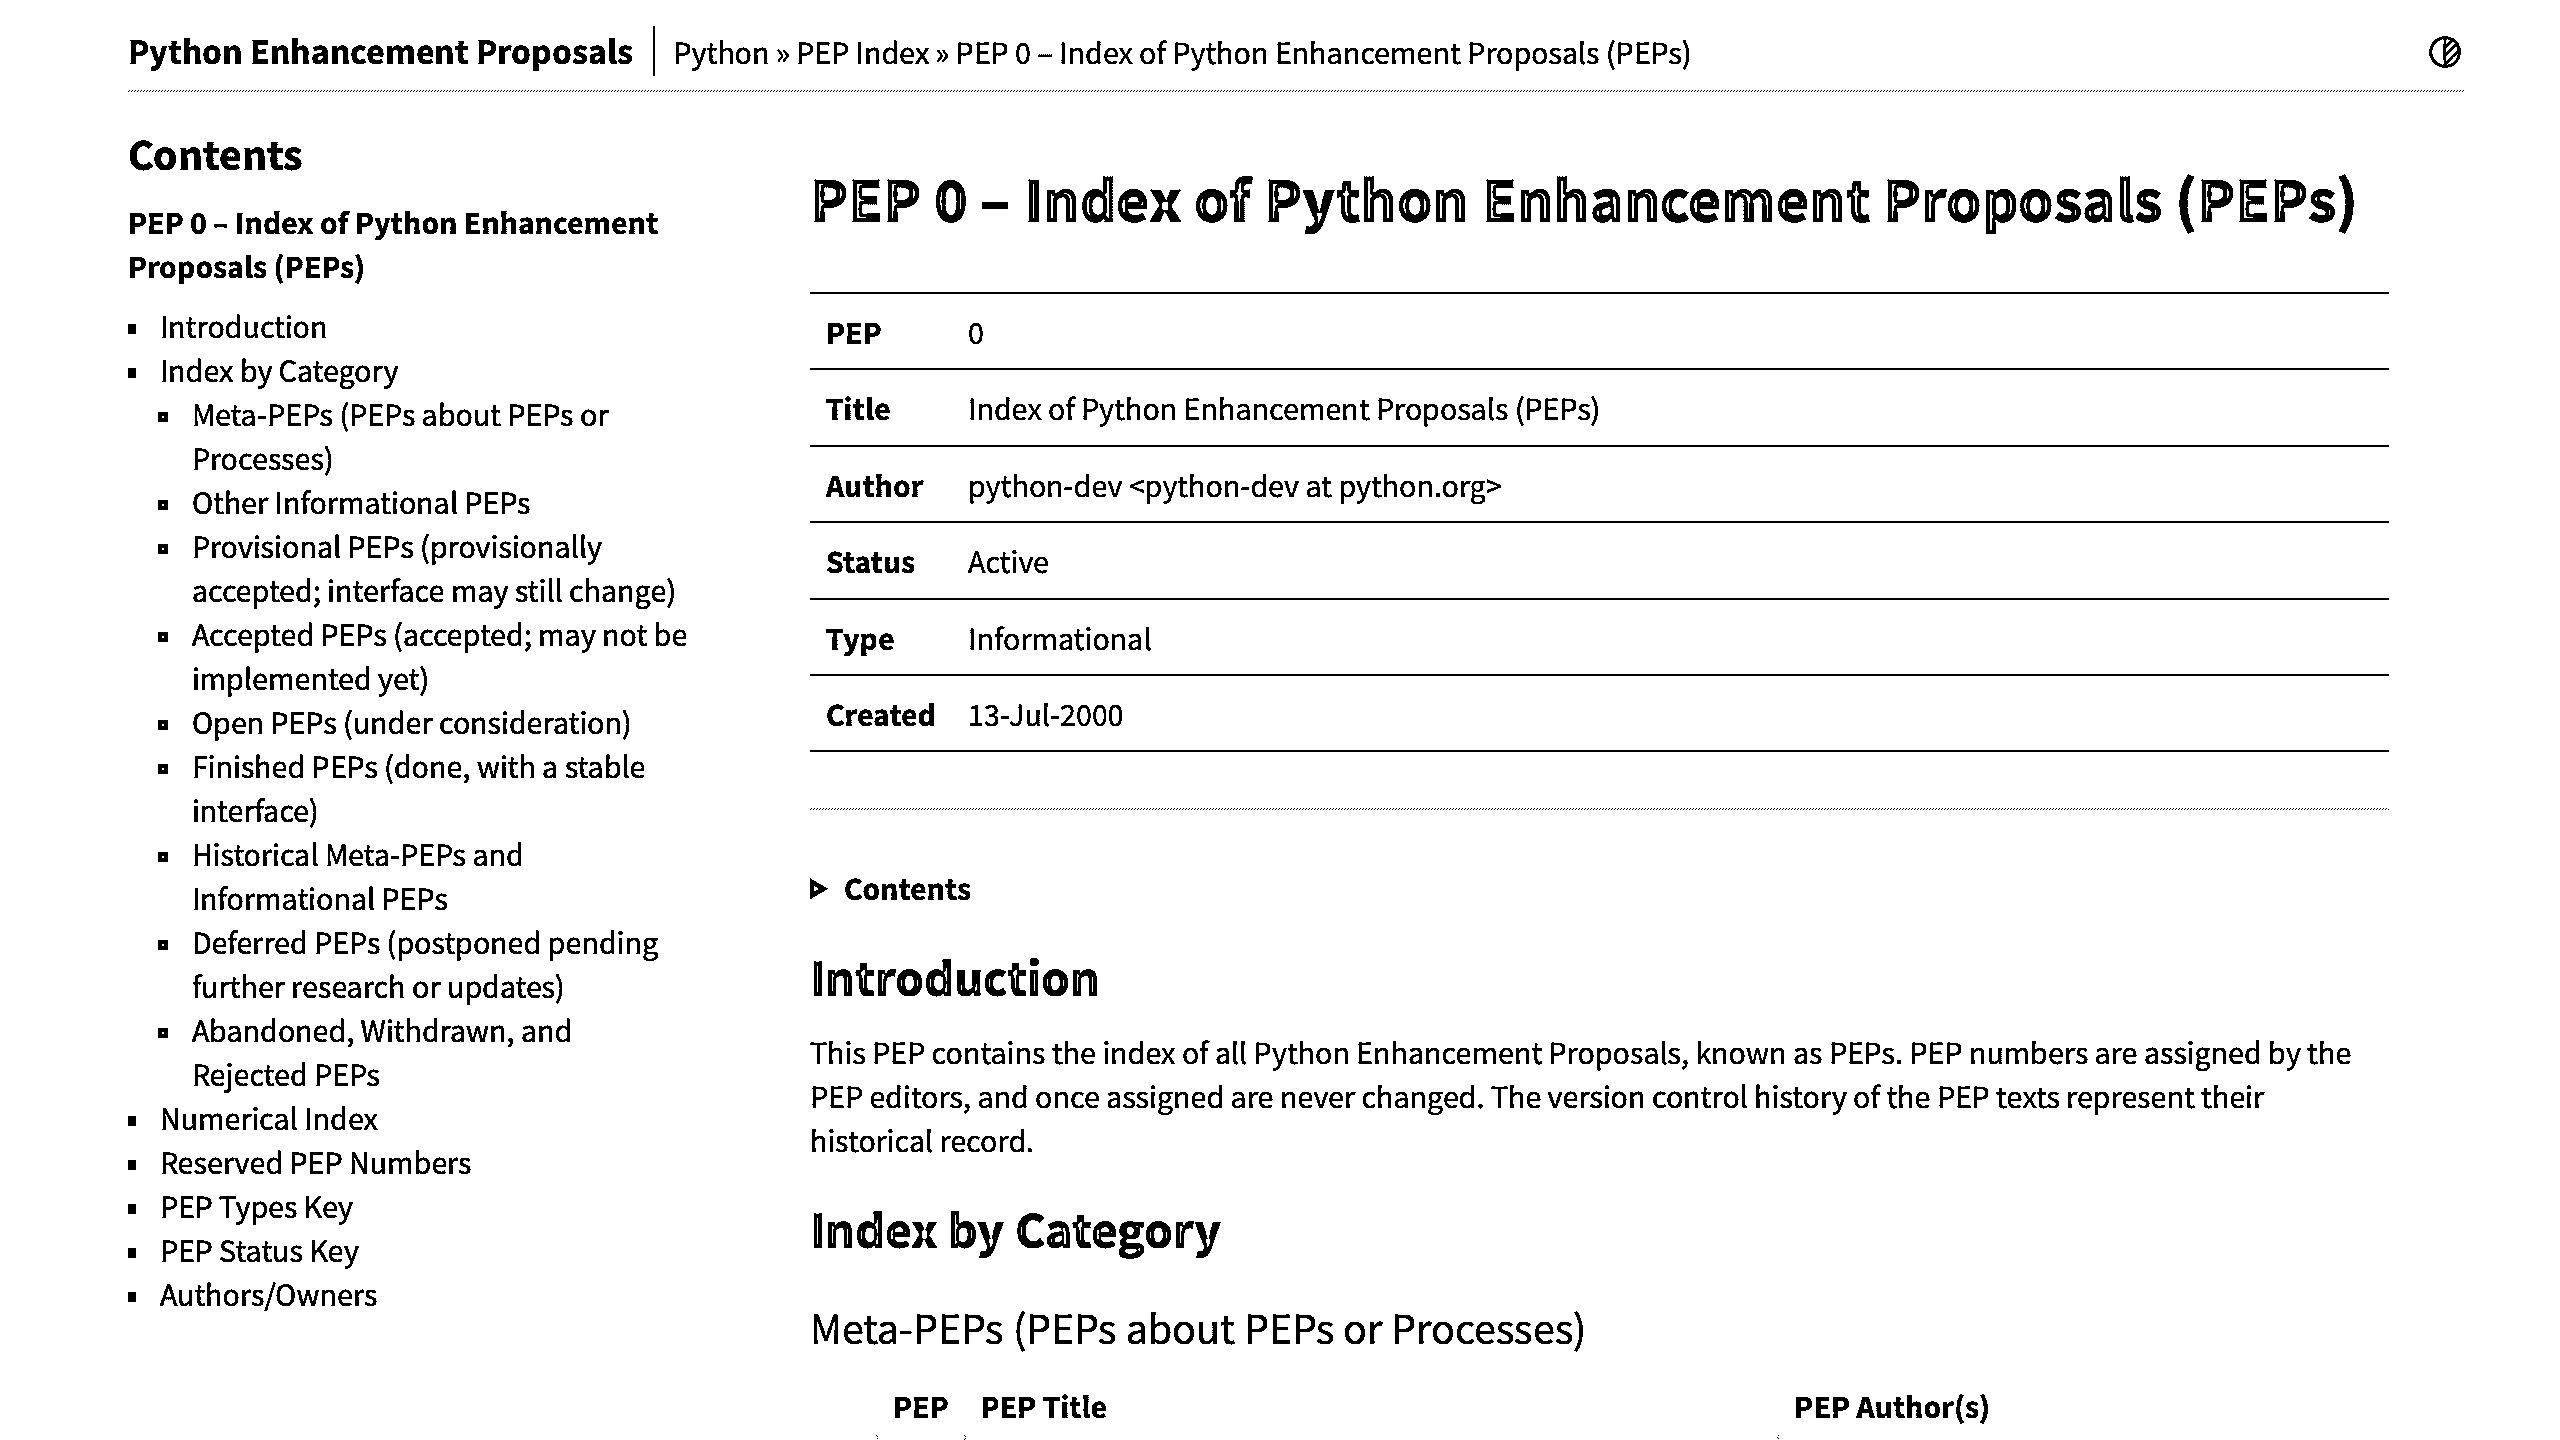 Python Enhancement Proposals
Python » PEP Index » PEP 0 – Index of Python Enhancement Proposals (PEPs)
Contents
PEP 0 – Index of Python Enhancement
Proposals (PEPs)
Introduction
Index by Category
Meta-PEPs (PEPs about PEPs or
Processes)
Other Informational PEPs
Provisional PEPs (provisionally
accepted; interface may still change)
Accepted PEPs (accepted; may not be
implemented yet)
Open PEPs (under consideration)
Finished PEPs (done, with a stable
interface)
Historical Meta-PEPs and
Informational PEPs
Deferred PEPs (postponed pending
further research or updates)
Abandoned, Withdrawn, and
Rejected PEPs
Numerical Index
Reserved PEP Numbers
PEP Types Key
PEP Status Key
Authors/Owners
PEP 0 – Index of Python Enhancement Proposals (PEPs)
PEP 0
Title Index of Python Enhancement Proposals (PEPs)
Author python-dev <python-dev at python.org>
Status Active
Type Informational
Created 13-Jul-2000
Contents
Introduction
This PEP contains the index of all Python Enhancement Proposals, known as PEPs. PEP numbers are assigned by the
PEP editors, and once assigned are never changed. The version control history of the PEP texts represent their
historical record.
Index by Category
Meta-PEPs (PEPs about PEPs or Processes)
PEP PEP Title PEP Author(s)